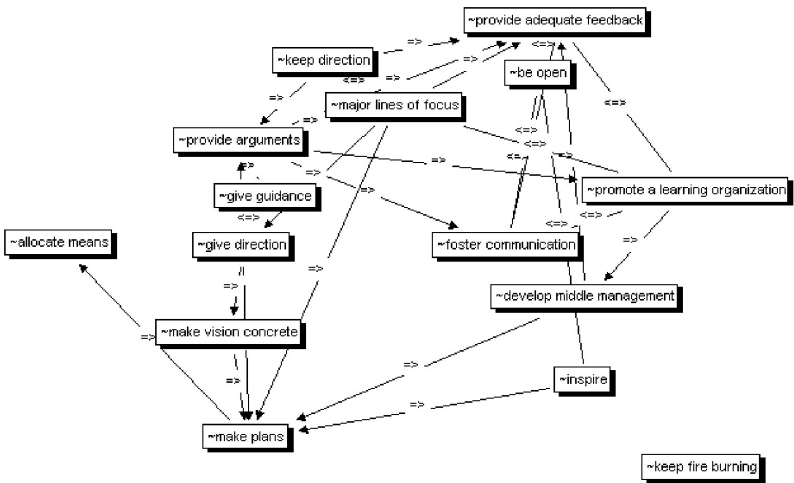 ~provide adequate feedback
=>
<=>
~keep direction
=>
<=>
=>
~be open
=>
<=>
=>
~major lines of focus
=>
<=>
~provide arguments
=>
<=>
=>
=>
=>
~promote a learning organization
~give guidance
<=>
<=>
~allocate means
~give direction
~foster communication
=>
=>
=>
~develop middle management
~make vision concrete
=>
=>
=>
~inspire
=>
~make plans
~keep fire burning